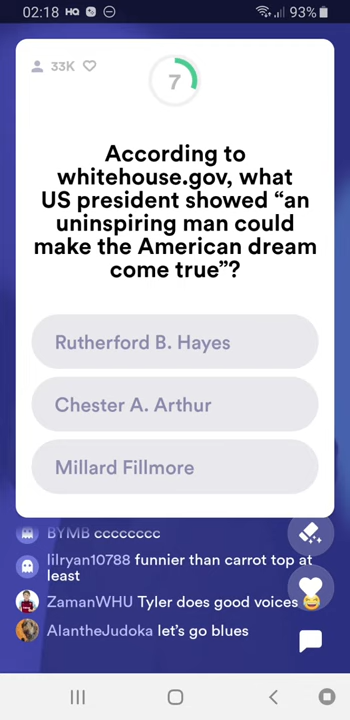 02:18 HQ 93%
33K
7
According to
whitehouse.gov, what
US president showed “an
uninspiring man could
make the American dream
come true”?
Rutherford B. Hayes
Chester A. Arthur
Millard Fillmore
BYMB cccccccc
lilryan10788 funnier than carrot top at
least
ZamanWHU Tyler does good voices 😂
AlantheJudoka let’s go blues